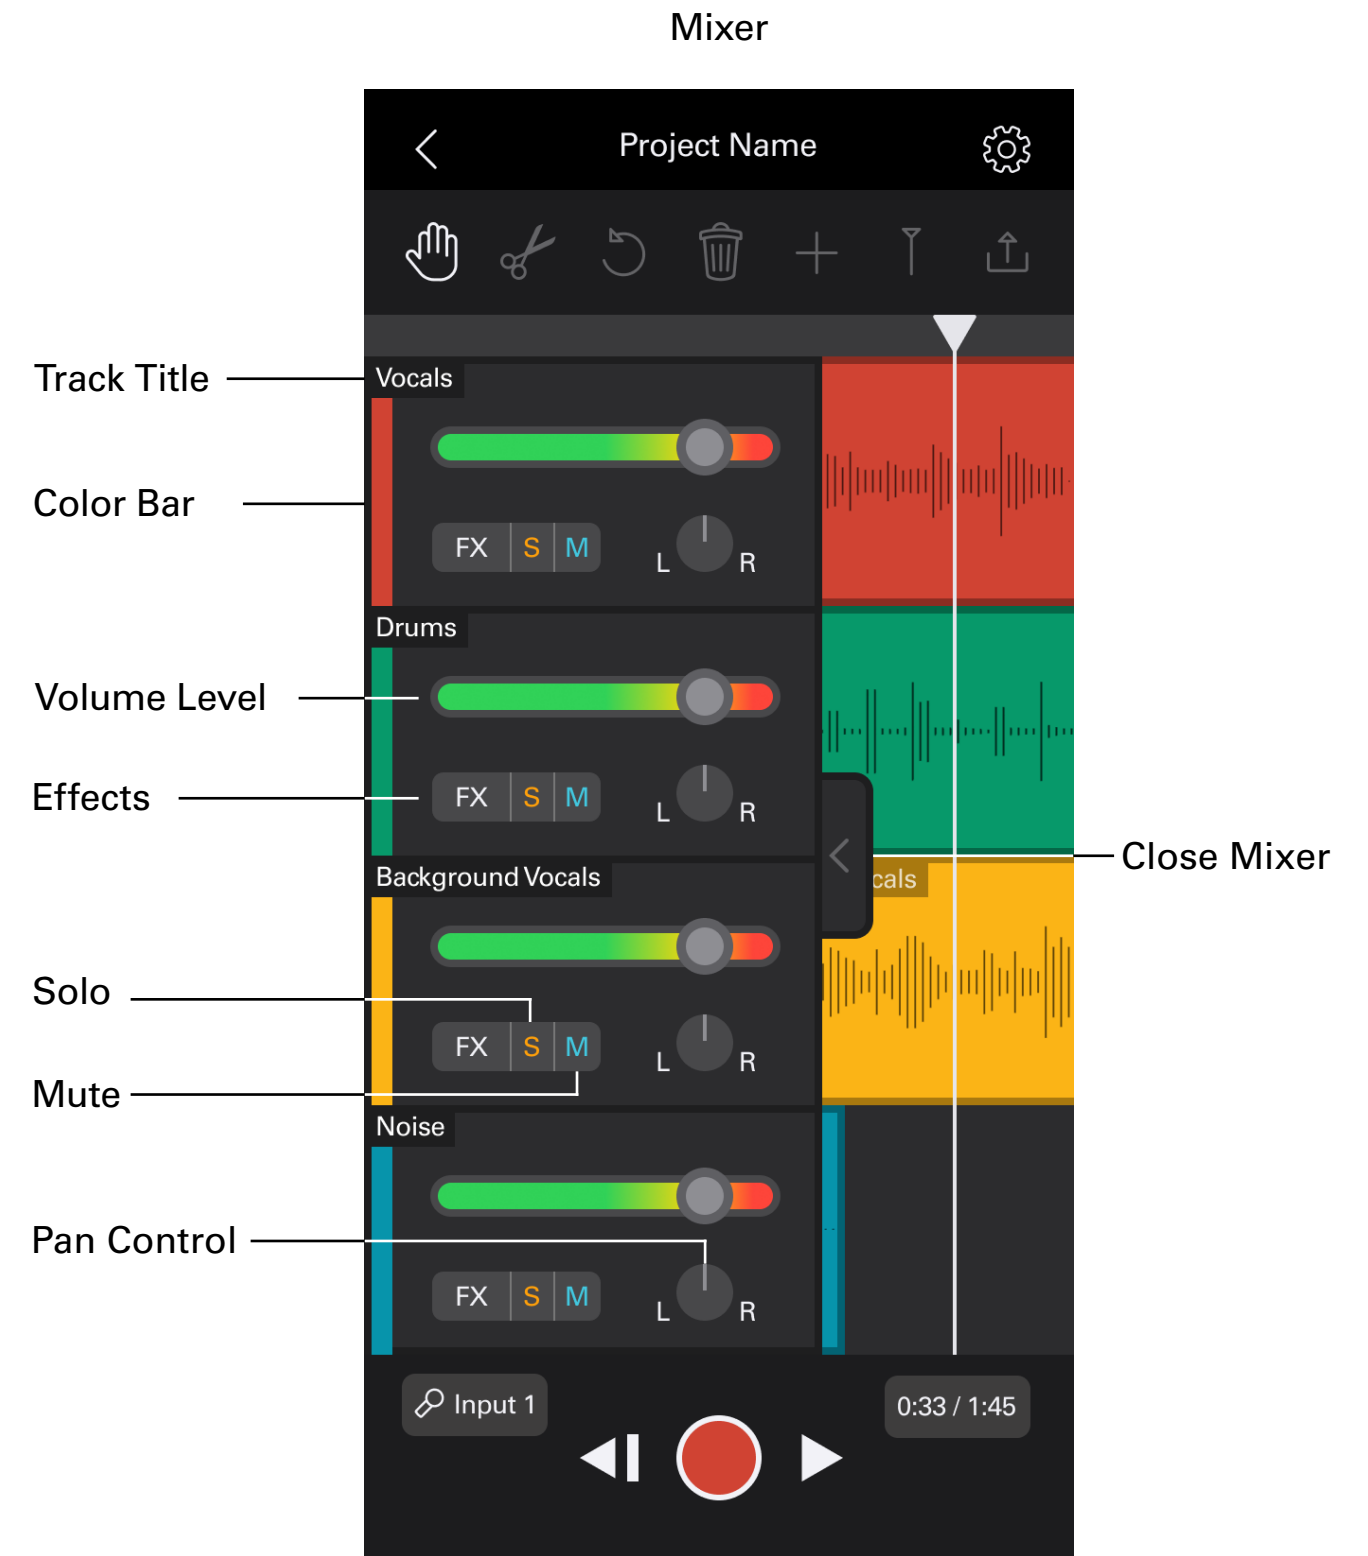 Mixer
Project Name
Track Title
Vocals
Color Bar
FX S M
L R
Drums
Volume Level
Effects
FX S M
L R
Close Mixer
Background Vocals
cals
Solo
FX S M
L R
Mute
Noise
Pan Control
FX S M
L R
Input 1
0:33 / 1:45